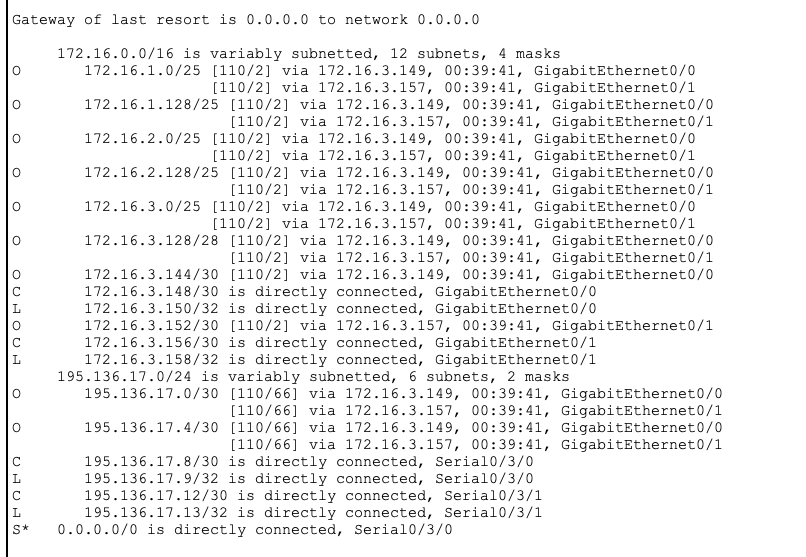 Gateway of last resort is 0.0.0.0 to network 0.0.0.0
172.16.0.0/16 is variably subnetted, 12 subnets, 4 masks
O 172.16.1.0/25 [110/2] via 172.16.3.149, 00:39:41, GigabitEthernet0/0
[110/2] via 172.16.3.157, 00:39:41, GigabitEthernet0/1
O 172.16.1.128/25 [110/2] via 172.16.3.149, 00:39:41, GigabitEthernet0/0
[110/2] via 172.16.3.157, 00:39:41, GigabitEthernet0/1
O 172.16.2.0/25 [110/2] via 172.16.3.149, 00:39:41, GigabitEthernet0/0
[110/2] via 172.16.3.157, 00:39:41, GigabitEthernet0/1
O 172.16.2.128/25 [110/2] via 172.16.3.149, 00:39:41, GigabitEthernet0/0
[110/2] via 172.16.3.157, 00:39:41, GigabitEthernet0/1
O 172.16.3.0/25 [110/2] via 172.16.3.149, 00:39:41, GigabitEthernet0/0
[110/2] via 172.16.3.157, 00:39:41, GigabitEthernet0/1
O 172.16.3.128/28 [110/2] via 172.16.3.149, 00:39:41, GigabitEthernet0/0
[110/2] via 172.16.3.157, 00:39:41, GigabitEthernet0/1
O 172.16.3.144/30 [110/2] via 172.16.3.149, 00:39:41, GigabitEthernet0/0
C 172.16.3.148/30 is directly connected, GigabitEthernet0/0
L 172.16.3.150/32 is directly connected, GigabitEthernet0/0
O 172.16.3.152/30 [110/2] via 172.16.3.157, 00:39:41, GigabitEthernet0/1
C 172.16.3.156/30 is directly connected, GigabitEthernet0/1
L 172.16.3.158/32 is directly connected, GigabitEthernet0/1
195.136.17.0/24 is variably subnetted, 6 subnets, 2 masks
O 195.136.17.0/30 [110/66] via 172.16.3.149, 00:39:41, GigabitEthernet0/0
[110/66] via 172.16.3.157, 00:39:41, GigabitEthernet0/1
O 195.136.17.4/30 [110/66] via 172.16.3.149, 00:39:41, GigabitEthernet0/0
[110/66] via 172.16.3.157, 00:39:41, GigabitEthernet0/1
C 195.136.17.8/30 is directly connected, Serial0/3/0
L 195.136.17.9/32 is directly connected, Serial0/3/0
C 195.136.17.12/30 is directly connected, Serial0/3/1
L 195.136.17.13/32 is directly connected, Serial0/3/1
S* 0.0.0.0/0 is directly connected, Serial0/3/0